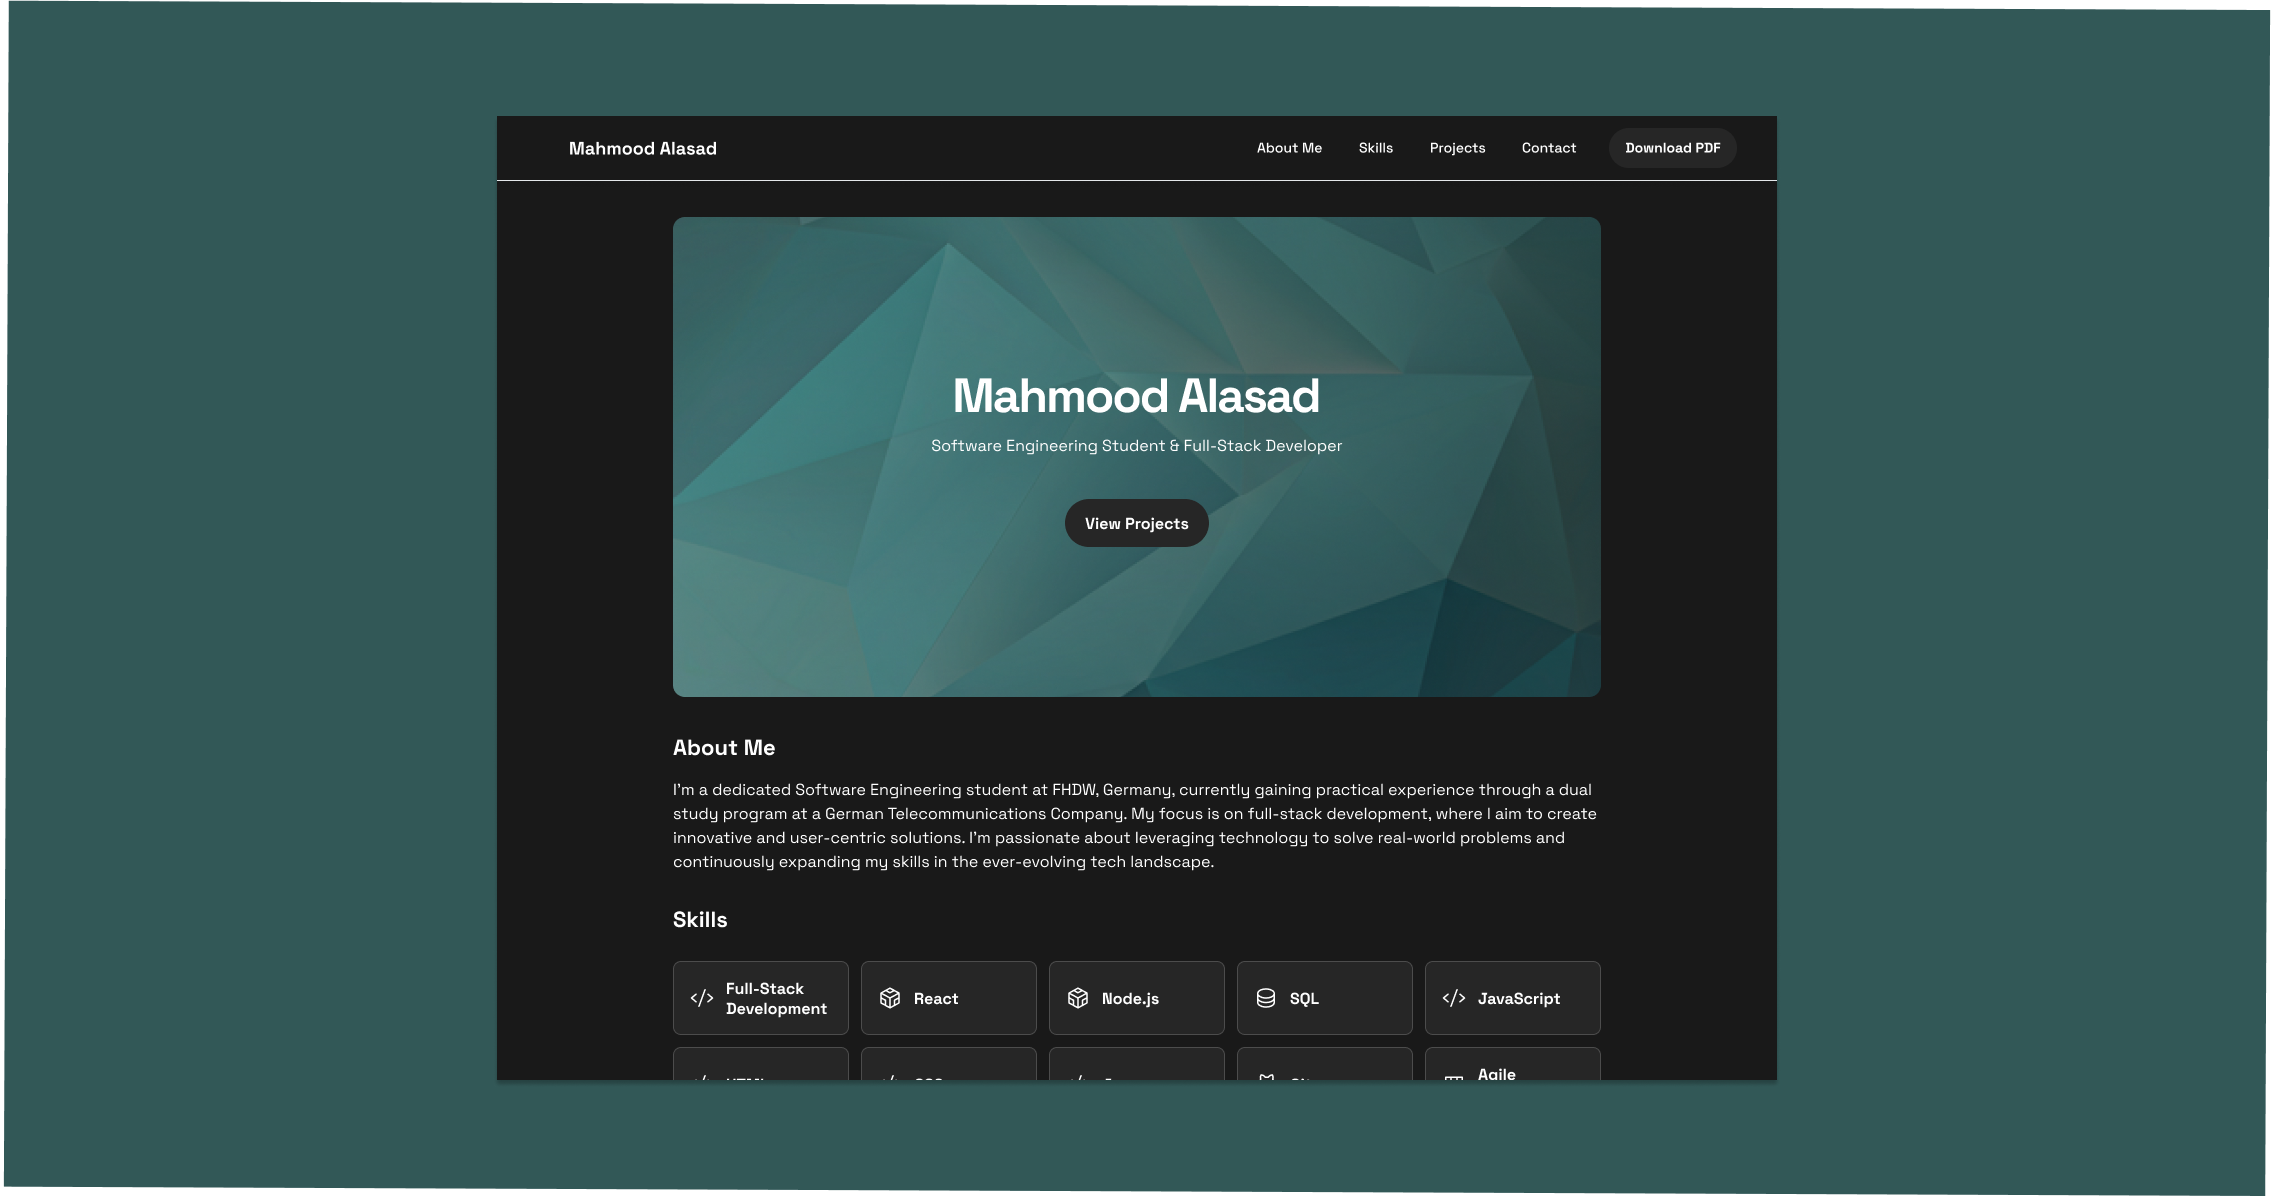 Mahmood Alasad
About Me
Skills
Projects
Contact
Download PDF
Mahmood Alasad
Software Engineering Student & Full-Stack Developer
View Projects
About Me
I'm a dedicated Software Engineering student at FHDW, Germany, currently gaining practical experience through a dual
study program at a German Telecommunications Company. My focus is on full-stack development, where I aim to create
innovative and user-centric solutions. I'm passionate about leveraging technology to solve real-world problems and
continuously expanding my skills in the ever-evolving tech landscape.
Skills
Full-Stack
Development
React
Node.js
SQL
JavaScript
Agile